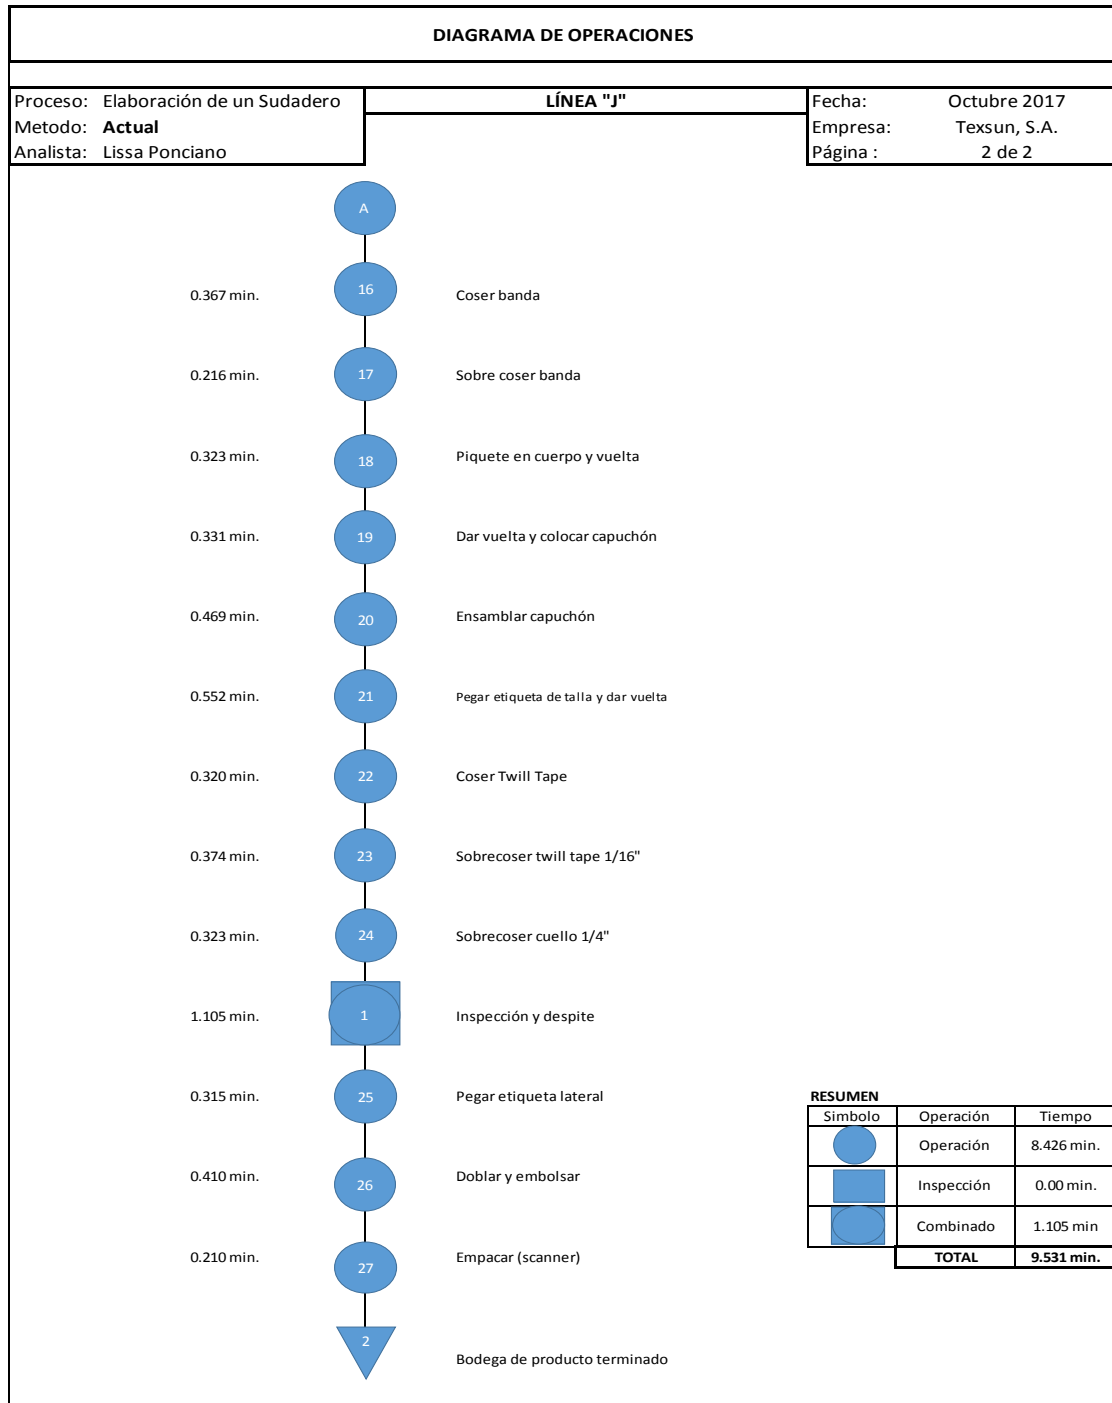 DIAGRAMA DE OPERACIONES
Proceso: Elaboración de un Sudadero
Metodo: Actual
Analista: Lissa Ponciano
LÍNEA "J"
Fecha: Octubre 2017
Empresa: Texsun, S.A.
Página : 2 de 2
A
0.367 min. 16 Coser banda
0.216 min. 17 Sobre coser banda
0.323 min. 18 Piquete en cuerpo y vuelta
0.331 min. 19 Dar vuelta y colocar capuchón
0.469 min. 20 Ensamblar capuchón
0.552 min. 21 Pegar etiqueta de talla y dar vuelta
0.320 min. 22 Coser Twill Tape
0.374 min. 23 Sobrecoser twill tape 1/16"
0.323 min. 24 Sobrecoser cuello 1/4"
1.105 min. 1 Inspección y despite
0.315 min. 25 Pegar etiqueta lateral
0.410 min. 26 Doblar y embolsar
0.210 min. 27 Empacar (scanner)
2 Bodega de producto terminado
RESUMEN
Simbolo Operación Tiempo
Operación 8.426 min.
Inspección 0.00 min.
Combinado 1.105 min
TOTAL 9.531 min.